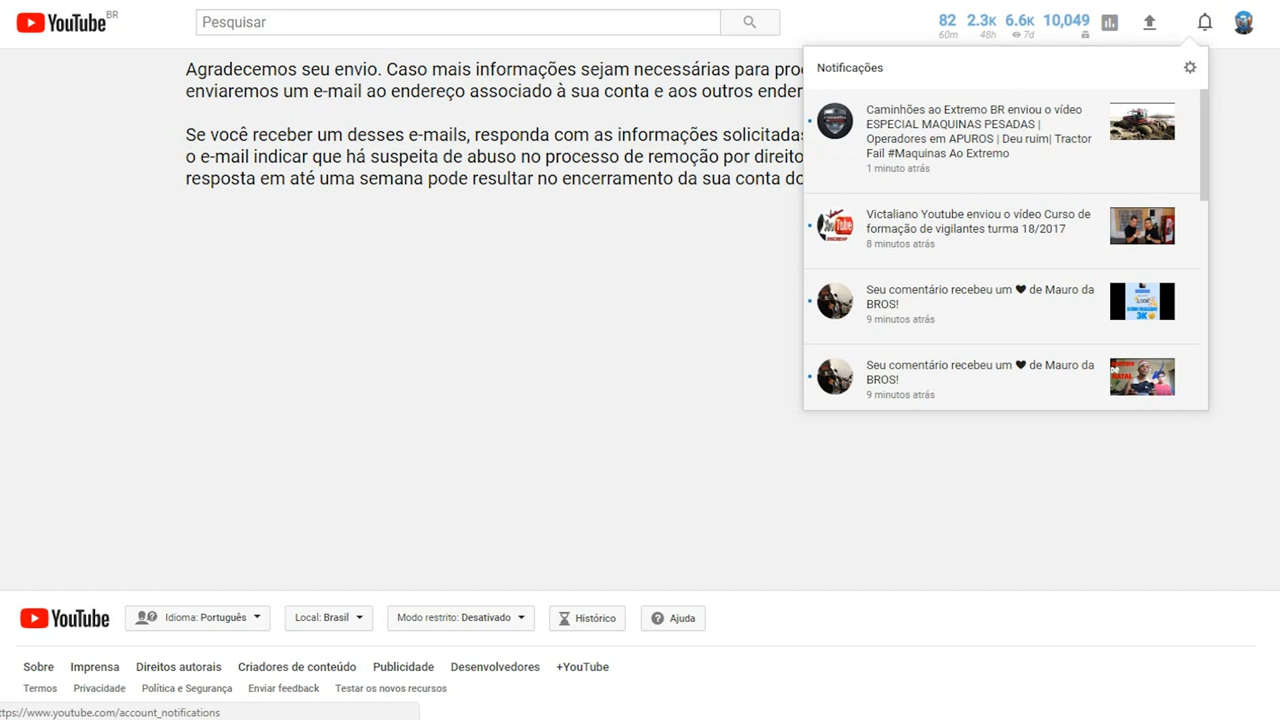 YouTube BR
Pesquisar
82 2.3K 6.6K 10,049
60m 48h 7d
Agradecemos seu envio. Caso mais informações sejam necessárias para pro
enviaremos um e-mail ao endereço associado à sua conta e aos outros ender
Se você receber um desses e-mails, responda com as informações solicitadas
o e-mail indicar que há suspeita de abuso no processo de remoção por direito
resposta em até uma semana pode resultar no encerramento da sua conta do
Notificações
Caminhões ao Extremo BR enviou o vídeo
ESPECIAL MAQUINAS PESADAS |
Operadores em APUROS | Deu ruim| Tractor
Fail #Maquinas Ao Extremo
1 minuto atrás
Victaliano Youtube enviou o vídeo Curso de
formação de vigilantes turma 18/2017
8 minutos atrás
Seu comentário recebeu um ♥ de Mauro da
BROS!
9 minutos atrás
3K
Seu comentário recebeu um ♥ de Mauro da
BROS!
9 minutos atrás
YouTube
Idioma: Português
Local: Brasil
Modo restrito: Desativado
Histórico
Ajuda
Sobre Imprensa Direitos autorais Criadores de conteúdo Publicidade Desenvolvedores +YouTube
Termos Privacidade Política e Segurança Enviar feedback Testar os novos recursos
ttps://www.youtube.com/account_notifications